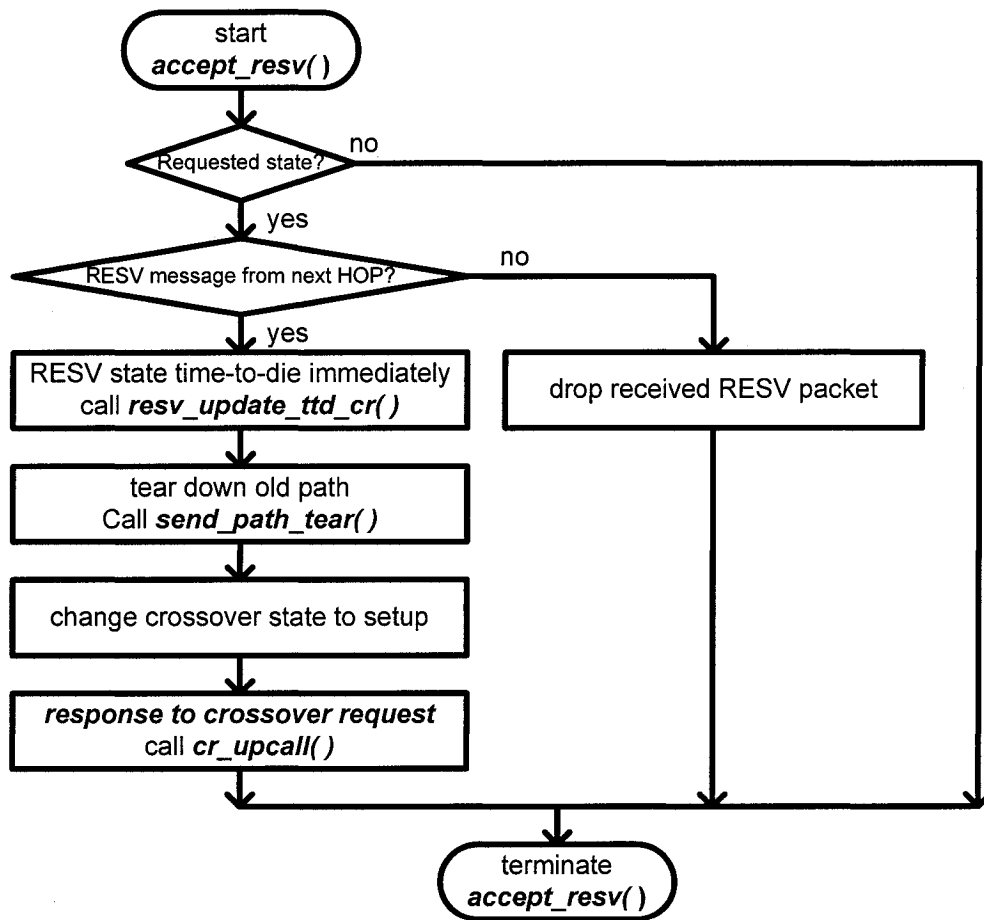 start
accept_resv( )
Requested state?
no
yes
RESV message from next HOP?
no
yes
RESV state time-to-die immediately
call resv_update_ttd_cr( )
drop received RESV packet
tear down old path
Call send_path_tear( )
change crossover state to setup
response to crossover request
call cr_upcall( )
terminate
accept_resv( )